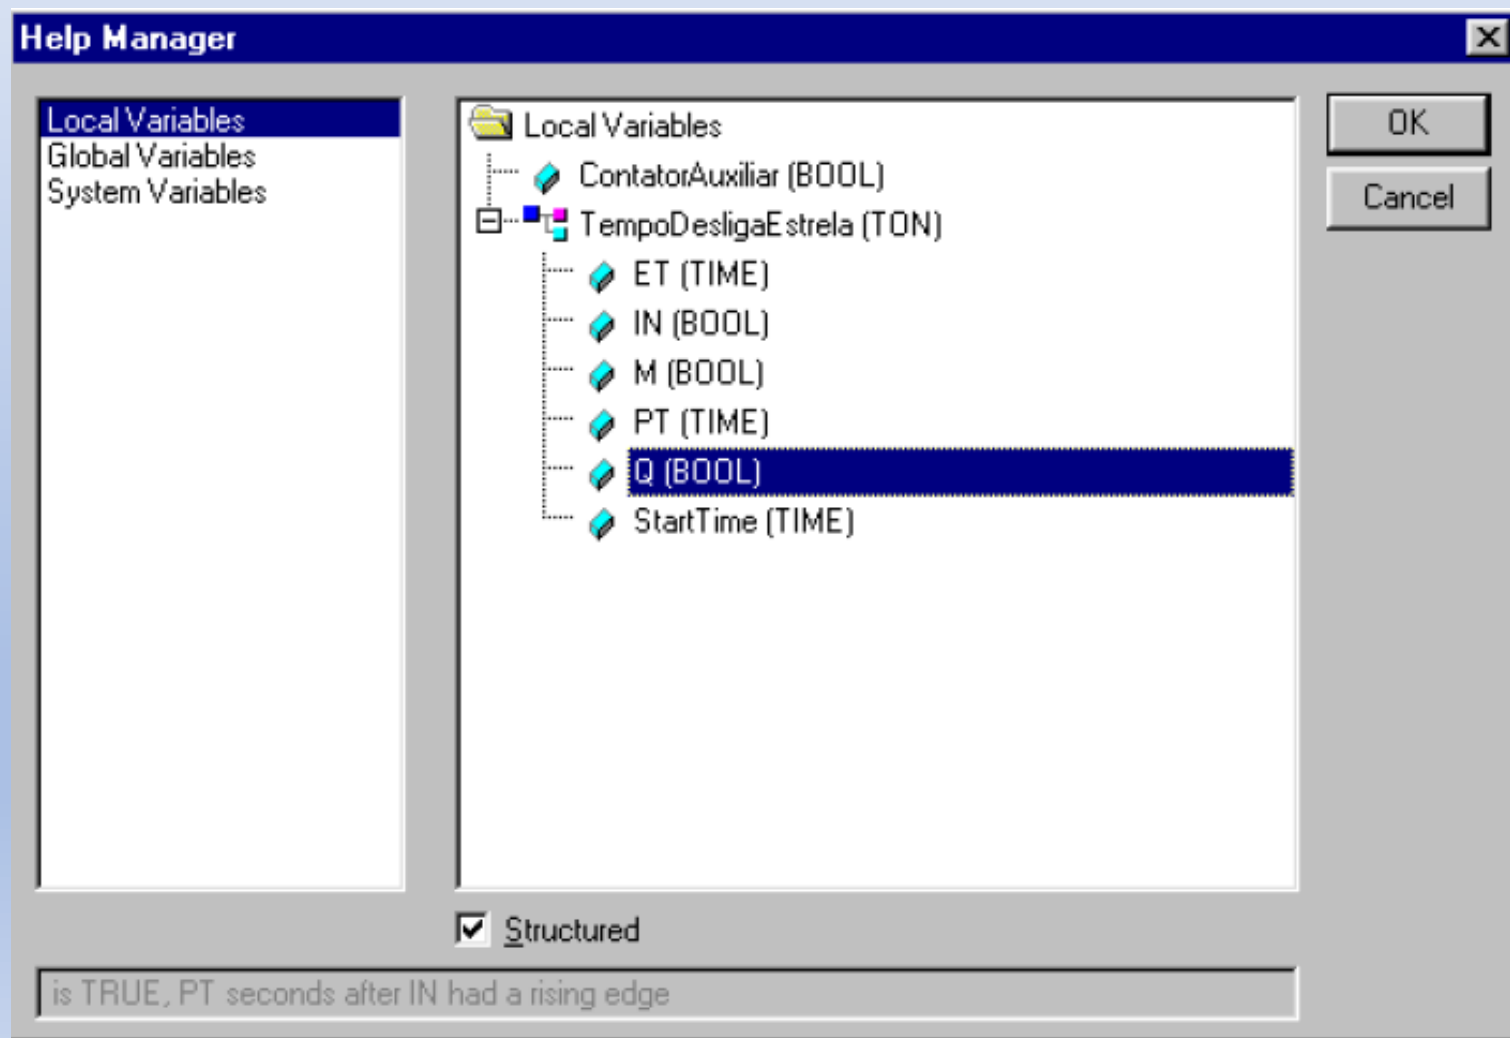 Help Manager
Local Variables
Global Variables
System Variables
Local Variables
ContatorAuxiliar (BOOL)
TempoDesligaEstrela (TON)
ET (TIME)
IN (BOOL)
M (BOOL)
PT (TIME)
Q (BOOL)
StartTime (TIME)
OK
Cancel
Structured
is TRUE, PT seconds after IN had a rising edge